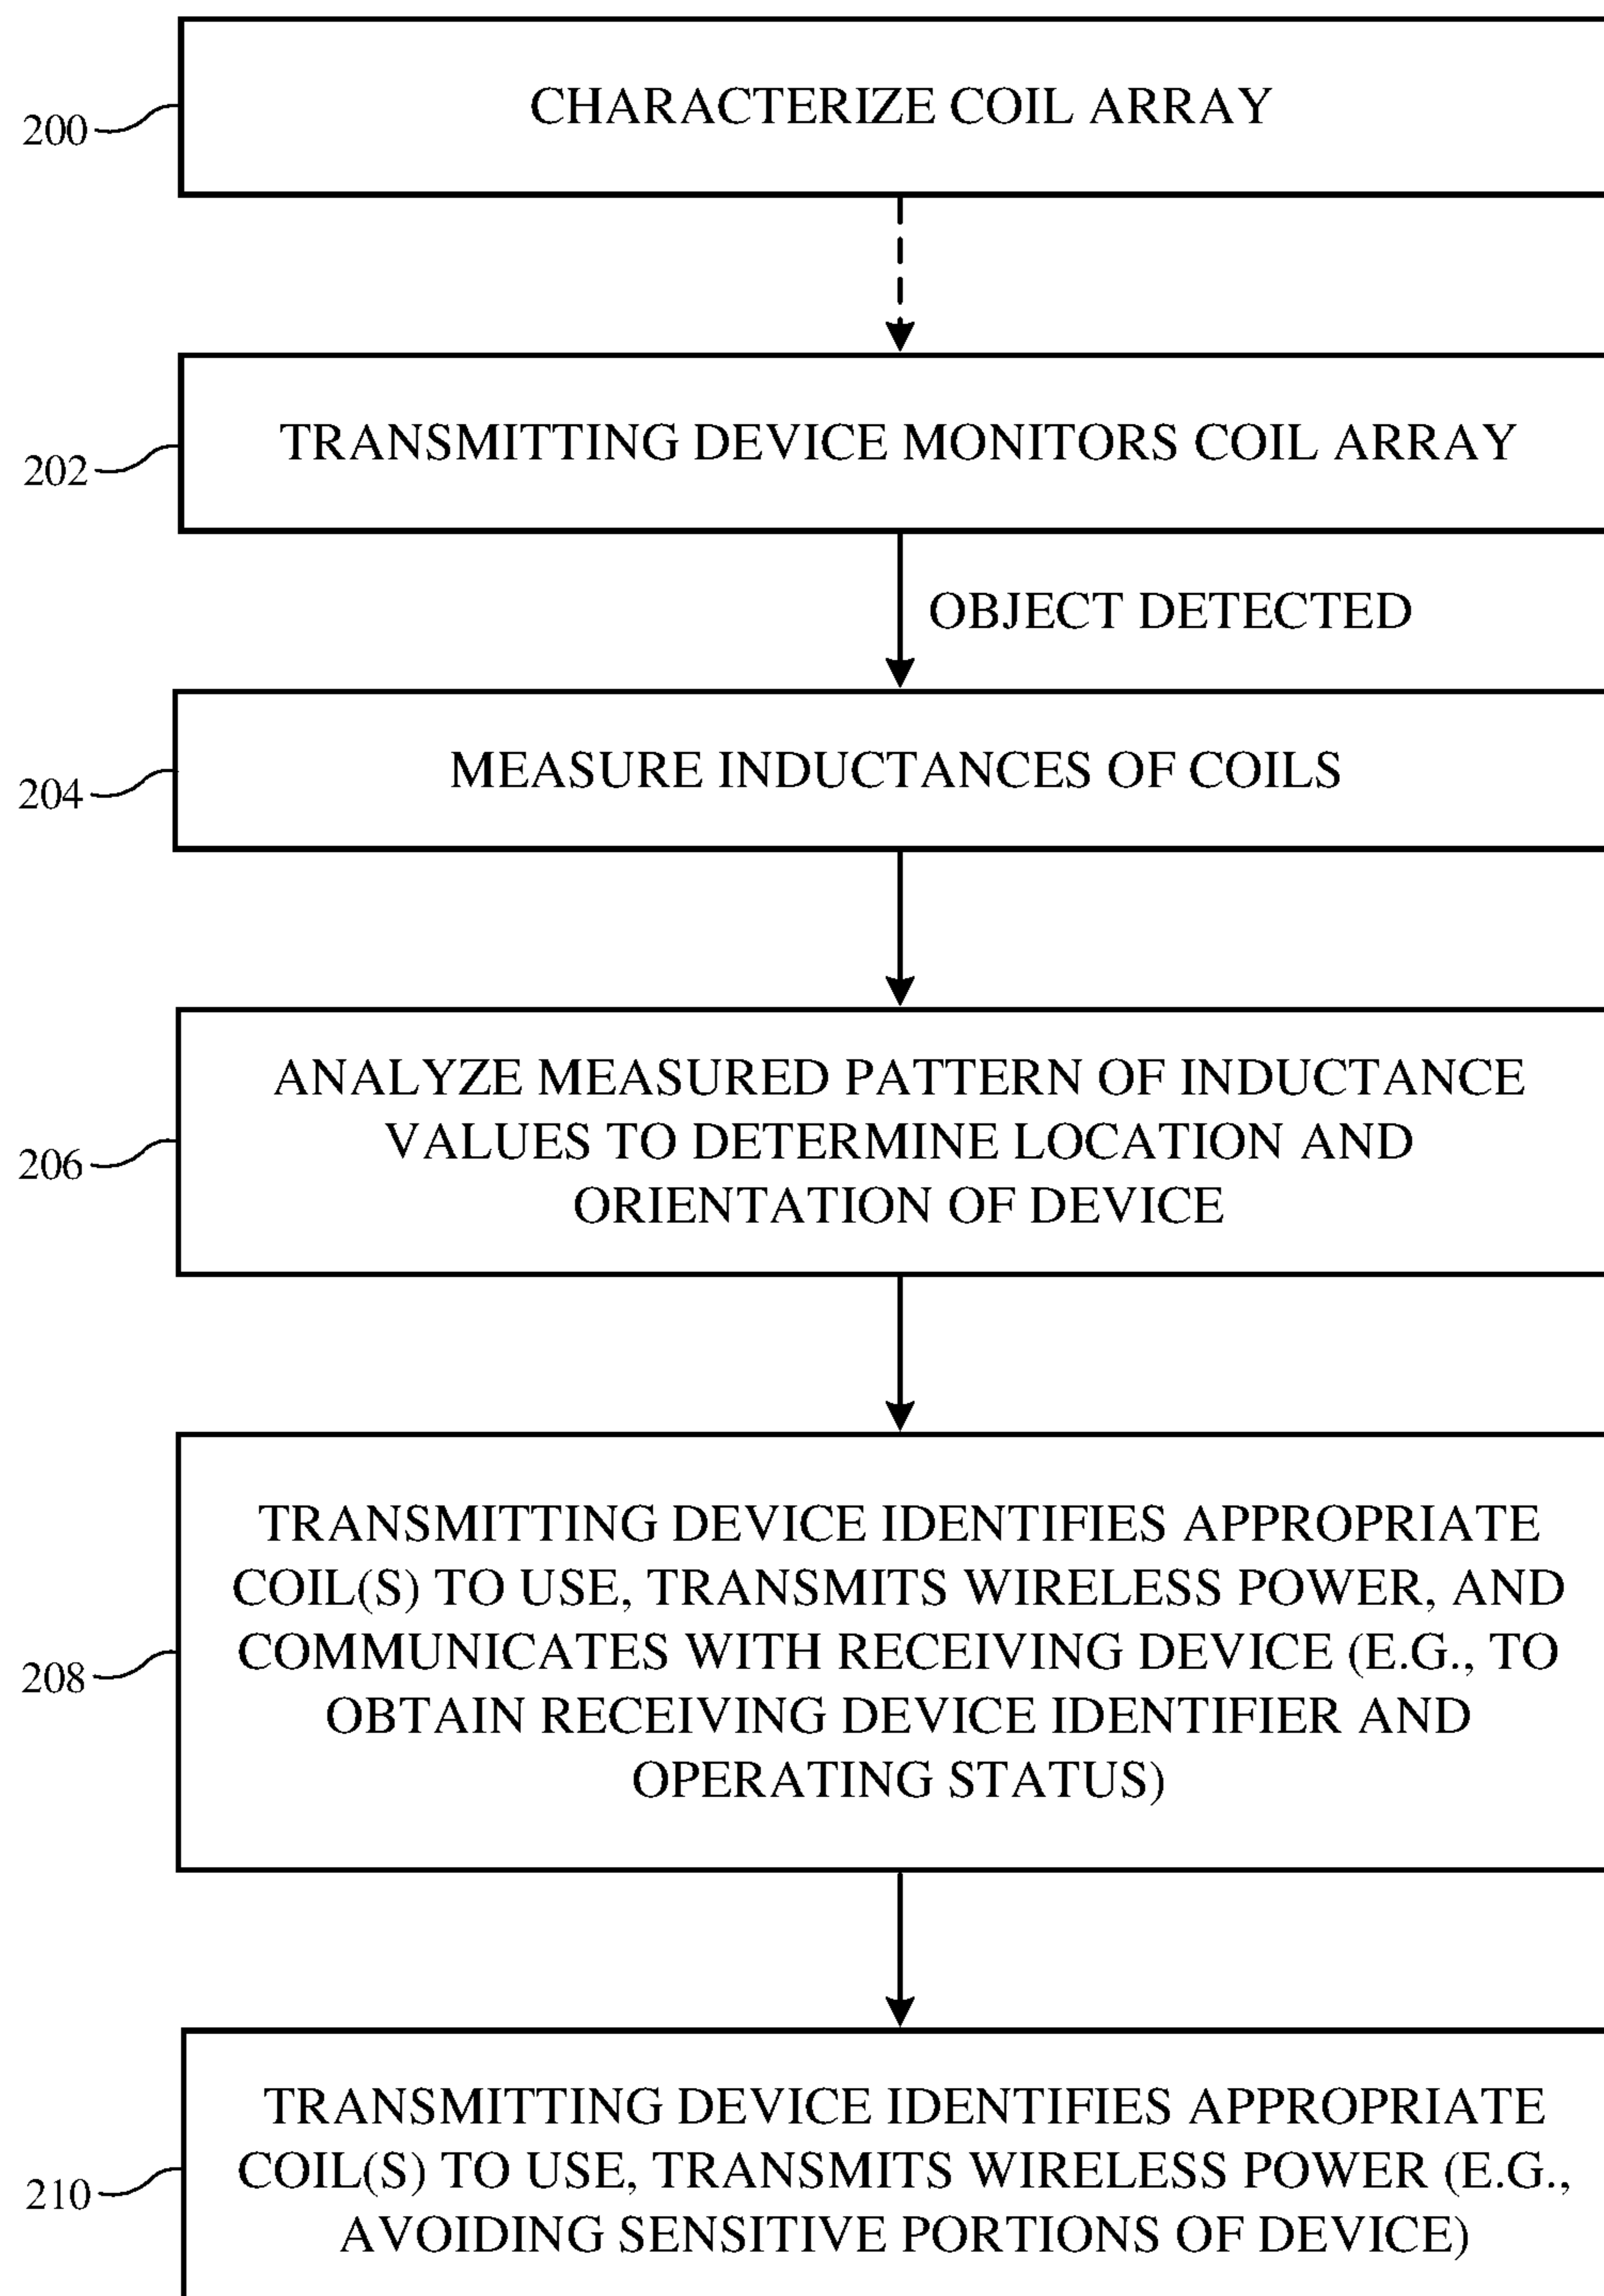 CHARACTERIZE COIL ARRAY
200
TRANSMITTING DEVICE MONITORS COIL ARRAY
202
OBJECT DETECTED
MEASURE INDUCTANCES OF COILS
204
ANALYZE MEASURED PATTERN OF INDUCTANCE
VALUES TO DETERMINE LOCATION AND
ORIENTATION OF DEVICE
206
TRANSMITTING DEVICE IDENTIFIES APPROPRIATE
COIL(S) TO USE, TRANSMITS WIRELESS POWER, AND
COMMUNICATES WITH RECEIVING DEVICE (E.G., TO
OBTAIN RECEIVING DEVICE IDENTIFIER AND
OPERATING STATUS)
208
TRANSMITTING DEVICE IDENTIFIES APPROPRIATE
COIL(S) TO USE, TRANSMITS WIRELESS POWER (E.G.,
AVOIDING SENSITIVE PORTIONS OF DEVICE)
210